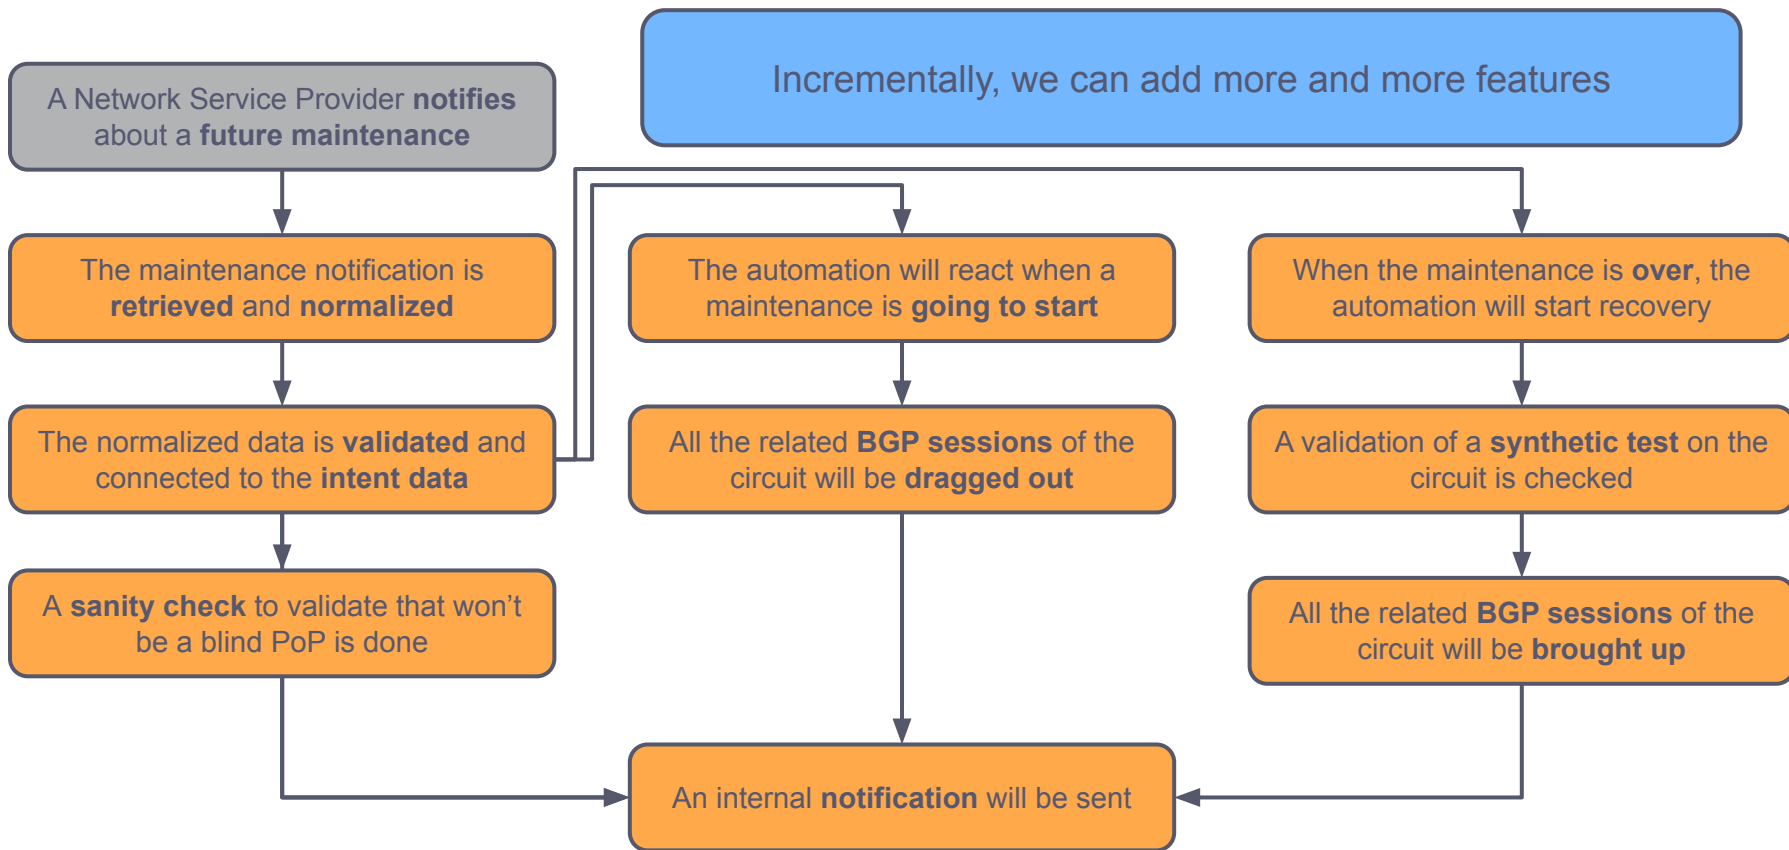 Incrementally, we can add more and more features
A Network Service Provider notifies
about a future maintenance
The maintenance notification is
retrieved and normalized
The normalized data is validated and
connected to the intent data
A sanity check to validate that won’t
be a blind PoP is done
The automation will react when a
maintenance is going to start
All the related BGP sessions of the
circuit will be dragged out
When the maintenance is over, the
automation will start recovery
A validation of a synthetic test on the
circuit is checked
All the related BGP sessions of the
circuit will be brought up
An internal notification will be sent